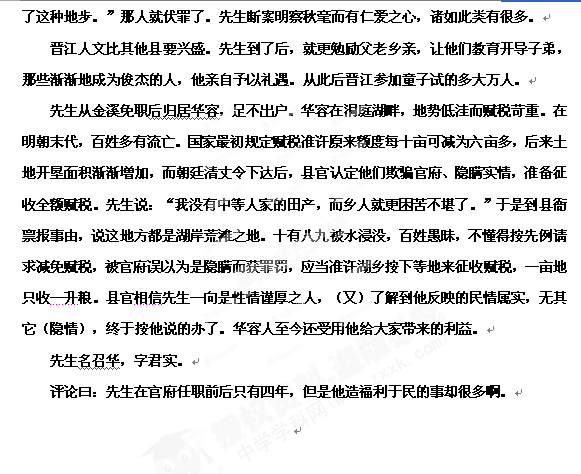 了这种地步。”那人就伏罪了。先生断案明察秋毫而有仁爱之心，诸如此类有很多。
晋江人文比其他县要兴盛。先生到了后，就更勉励父老乡亲，让他们教育开导子弟，
那些渐渐地成为俊杰的人，他亲自予以礼遇。从此后晋江参加童子试的多大万人。
先生从金溪免职后归居华容，足不出户。华容在洞庭湖畔，地势低洼而赋税苛重。在
明朝末代，百姓多有流亡。国家最初规定赋税准许原来额度每十亩可减为六亩多，后来土
地开垦面积渐渐增加，而朝廷清丈令下达后，县官认定他们欺骗官府、隐瞒实情，准备征
收全额赋税。先生说：“我没有中等人家的田产，而乡人就更困苦不堪了。”于是到县衙
禀报事由，说这地方都是湖岸荒滩之地。十有八九被水浸没，百姓愚昧，不懂得按先例请
求减免赋税，被官府误以为是隐瞒而获罪罚，应当准许湖乡按下等地来征收赋税，一亩地
只收一升粮。县官相信先生一向是性情谨厚之人，（又）了解到他反映的民情属实，无其
它（隐情），终于按他说的办了。华容人至今还受用他给大家带来的利益。
先生名召华，字君实。
评论曰：先生在官府任职前后只有四年，但是他造福利于民的事却很多啊。